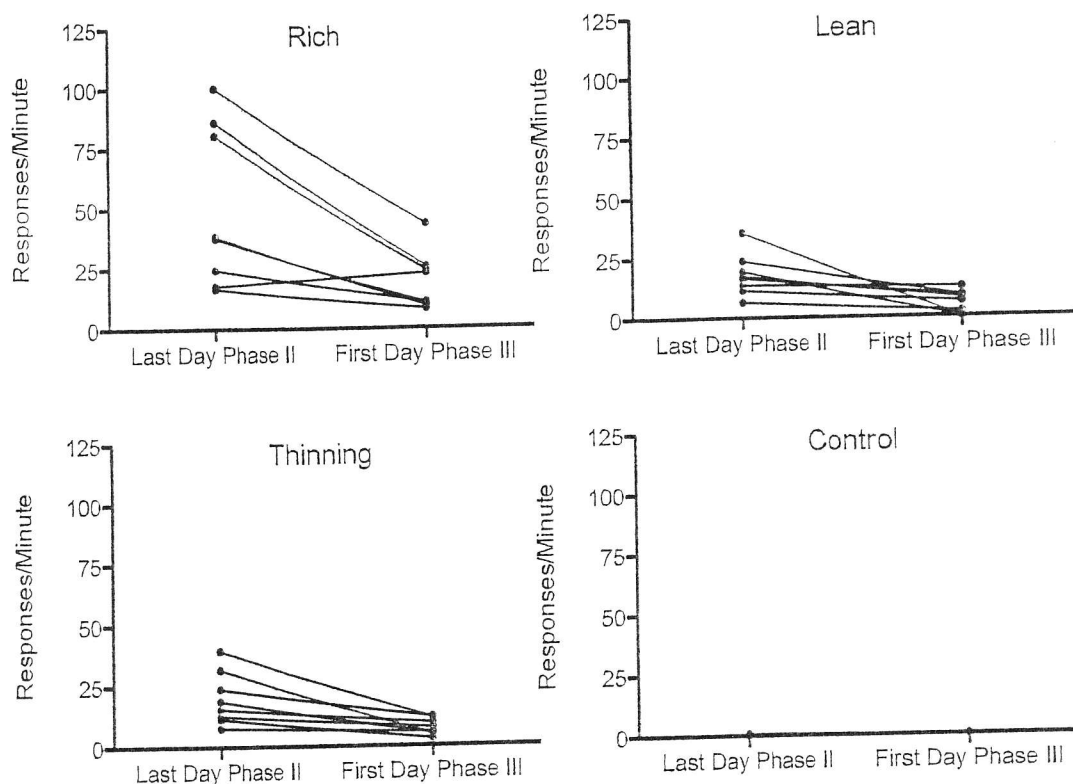 Rich
Responses/Minute
125
100
75
50
25
0
Last Day Phase II
First Day Phase III
Lean
Responses/Minute
125
100
75
50
25
0
Last Day Phase II
First Day Phase III
Thinning
Responses/Minute
125
100
75
50
25
0
Last Day Phase II
First Day Phase III
Control
Responses/Minute
125
100
75
50
25
0
Last Day Phase II
First Day Phase III